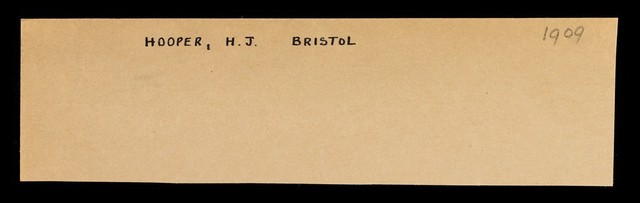 HOOPER, H.J. BRISTOL 1909